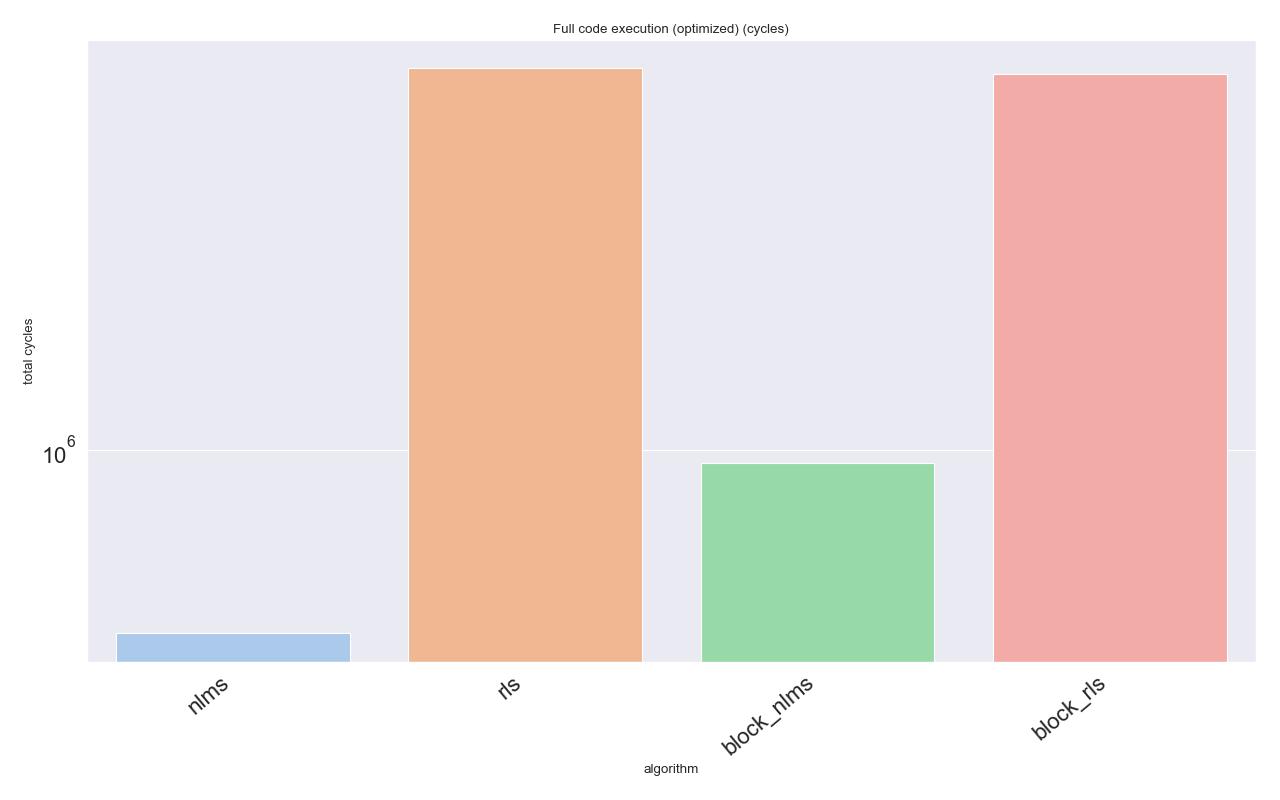 Full code execution (optimized) (cycles)
total cycles
10^6
nlms
rls
block_nlms
block_rls
algorithm